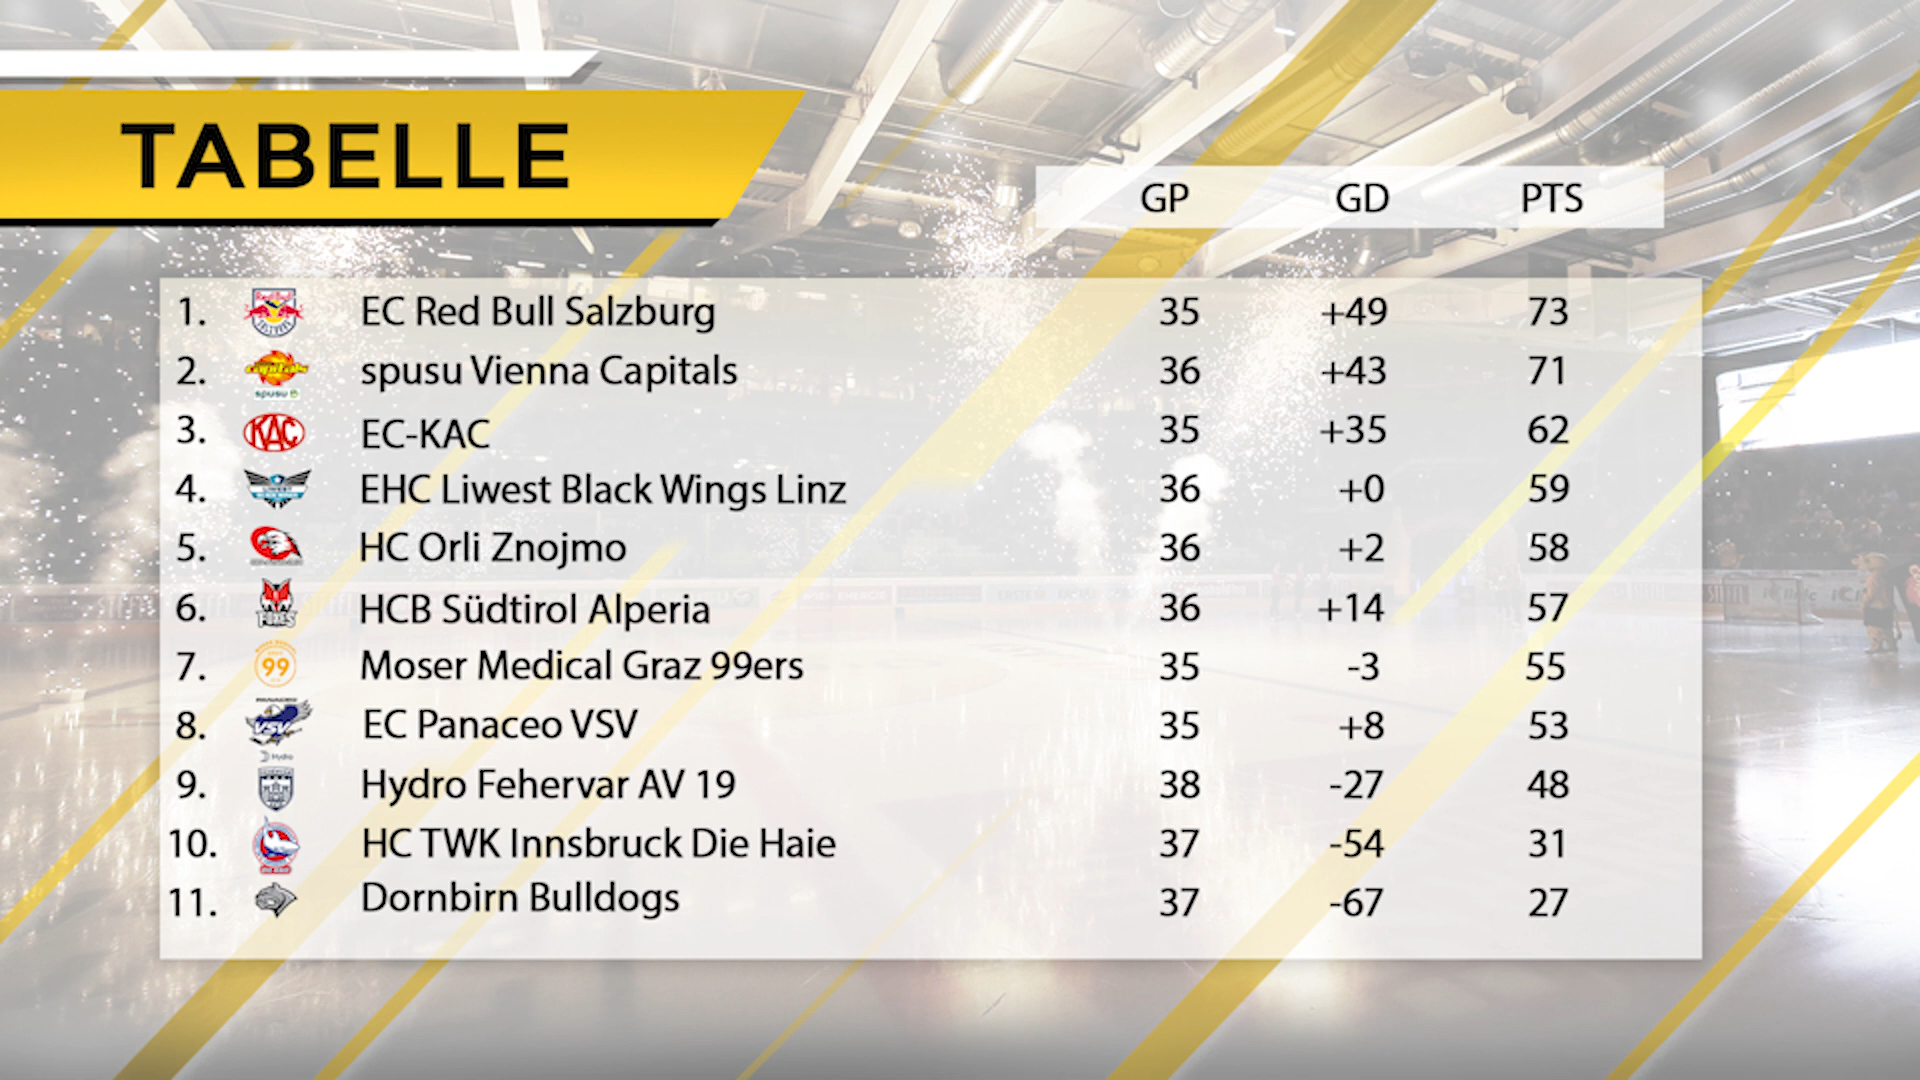 TABELLE
GP GD PTS
1. EC Red Bull Salzburg 35 +49 73
2. spusu Vienna Capitals 36 +43 71
3. KAC EC-KAC 35 +35 62
4. EHC Liwest Black Wings Linz 36 +0 59
5. HC Orli Znojmo 36 +2 58
6. FOXES HCB Südtirol Alperia 36 +14 57
7. 99 Moser Medical Graz 99ers 35 -3 55
8. VSV EC Panaceo VSV 35 +8 53
9. Hydro Fehervar AV 19 38 -27 48
10. HC TWK Innsbruck Die Haie 37 -54 31
11. Dornbirn Bulldogs 37 -67 27